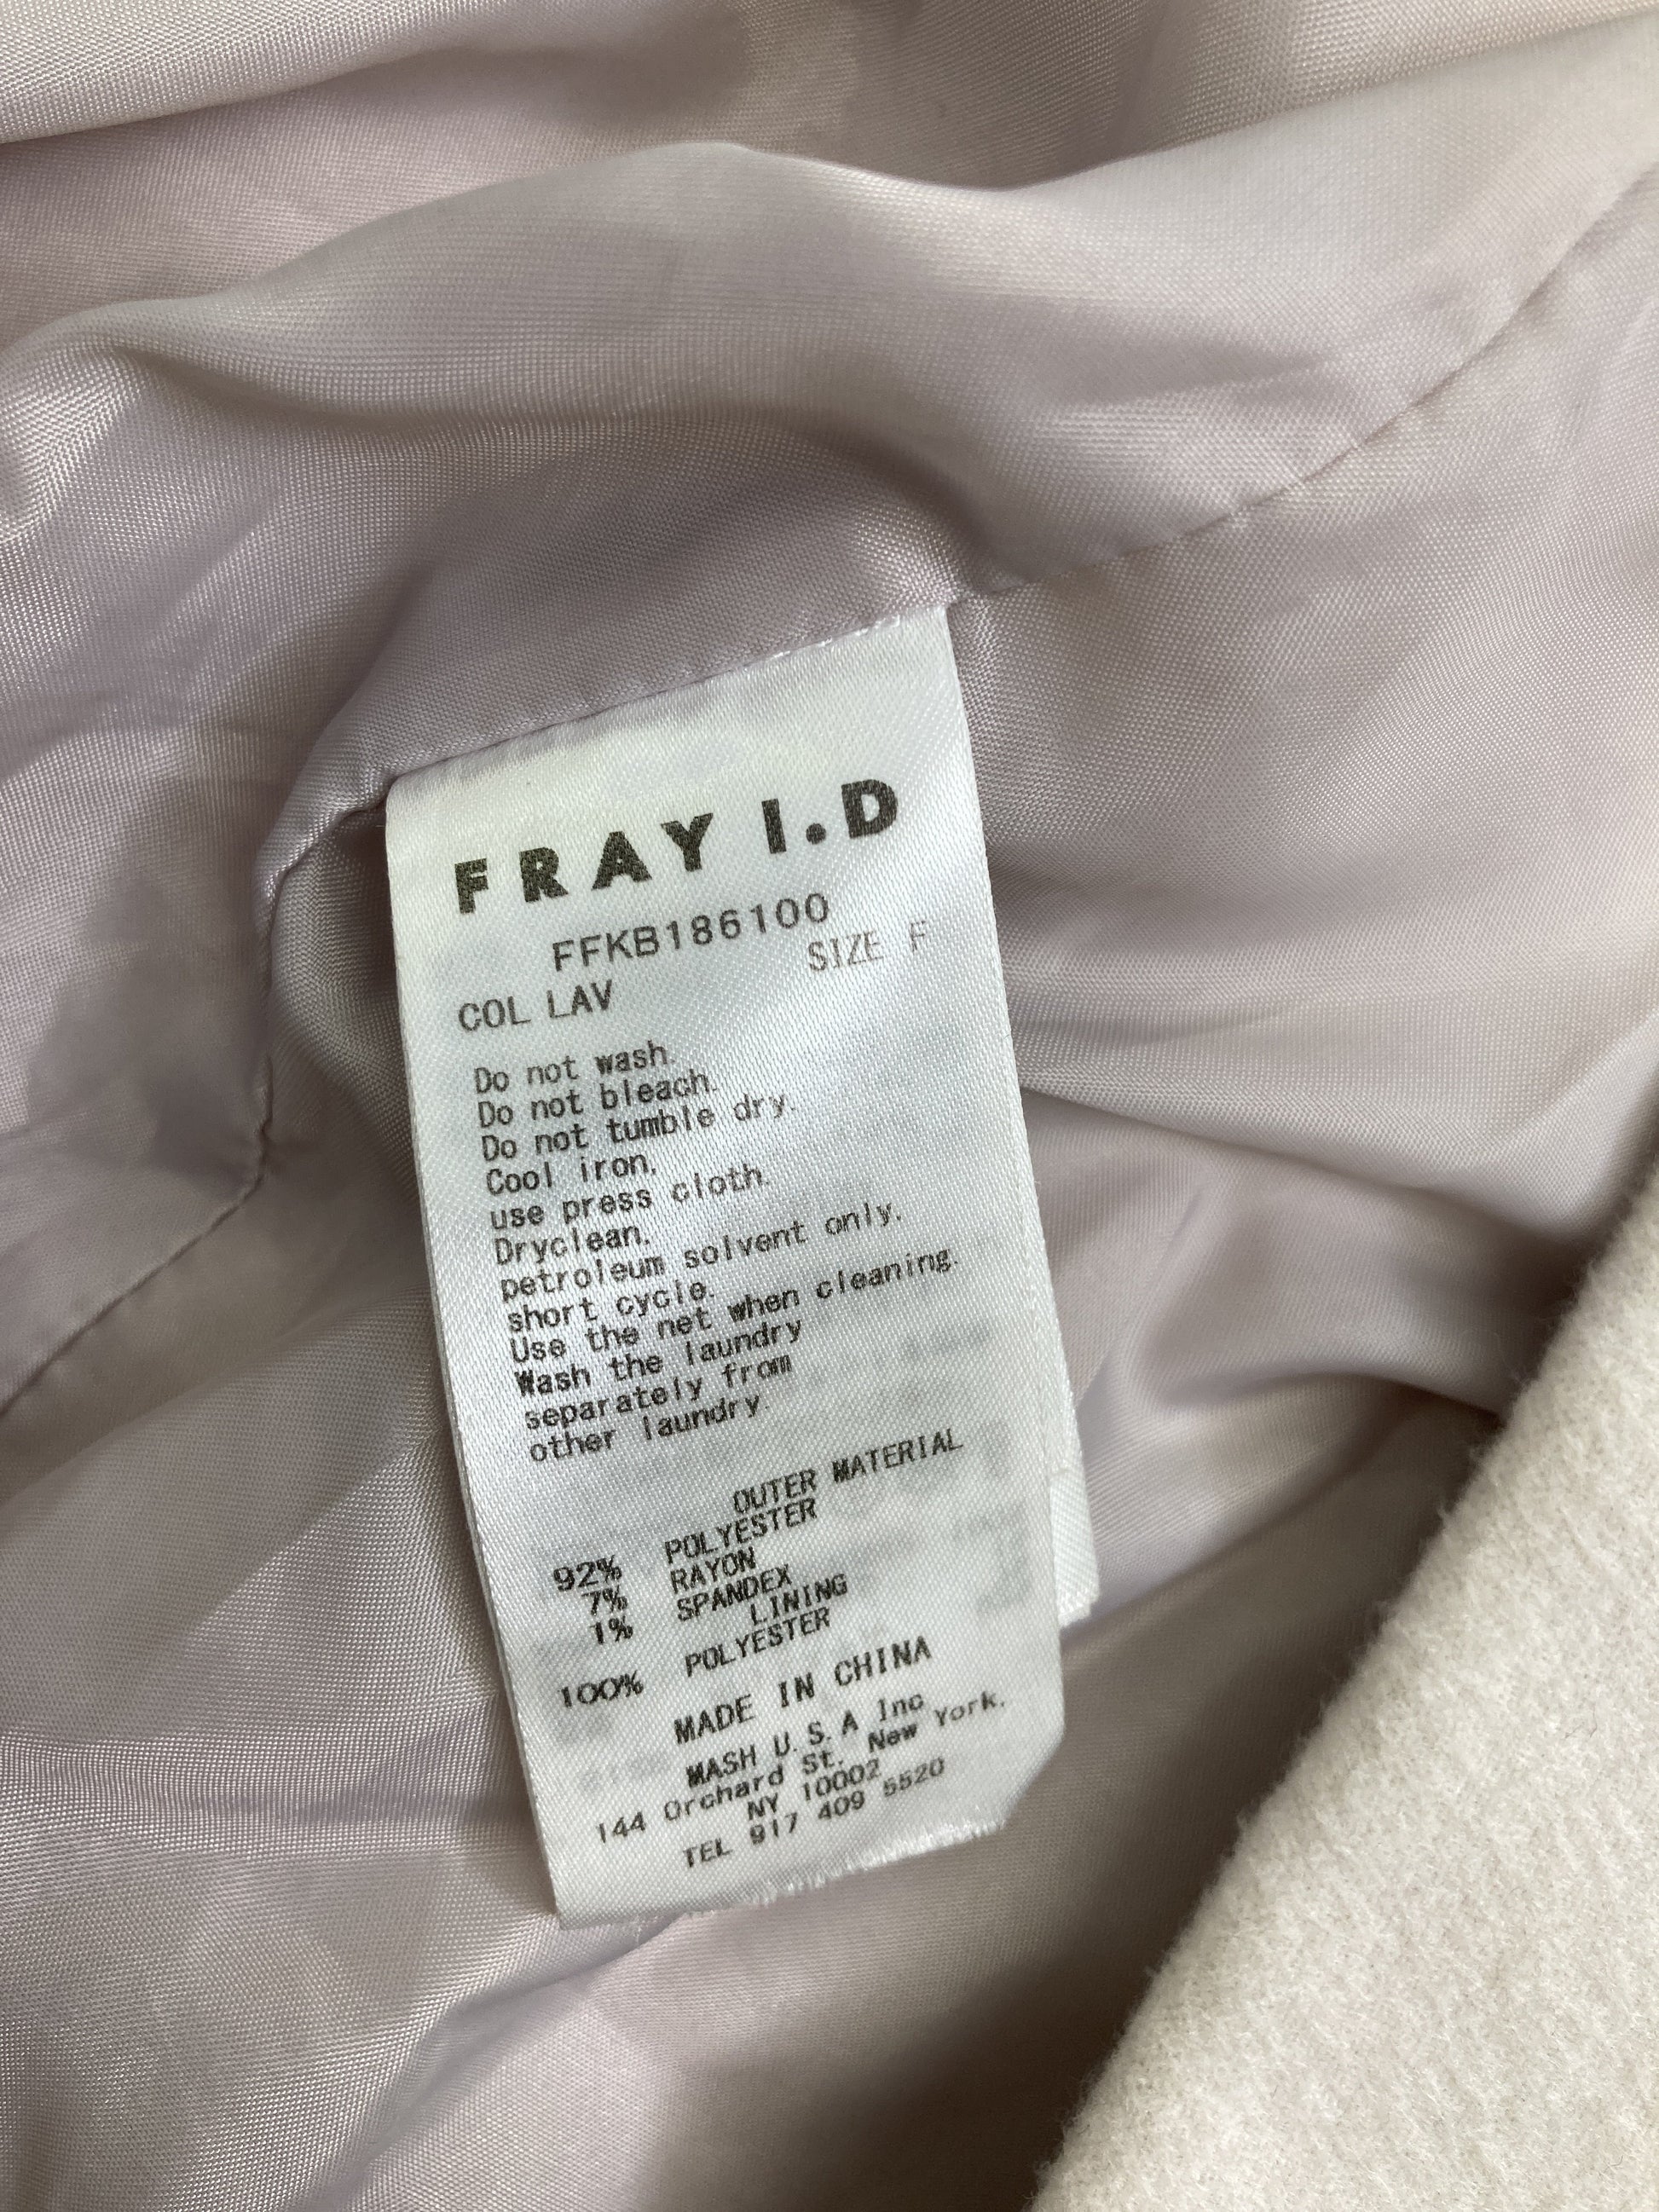 FRAY I.D
FFKB186100
SIZE F
COL LAV
Do not wash.
Do not bleach.
Do not tumble dry.
Cool iron.
use press cloth.
Dryclean.
petroleum solvent only.
short cycle.
Use the net when cleaning.
Wash the laundry
separately from
other laundry
OUTER MATERIAL
92% POLYESTER
7% RAYON
1% SPANDEX
LINING
100% POLYESTER
MADE IN CHINA
MASH U.S.A Inc
144 Orchard St. New York.
NY 10002
TEL 917 409 5520